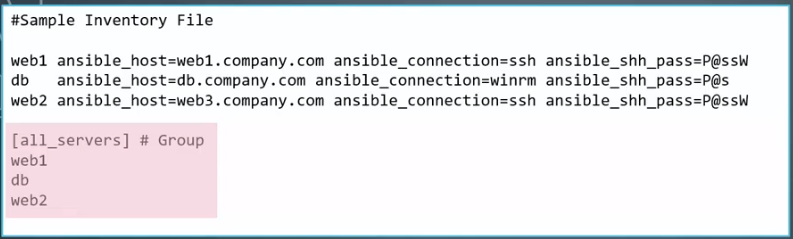 #Sample Inventory File
web1 ansible_host=web1.company.com ansible_connection=ssh ansible_shh_pass=P@ssW
db ansible_host=db.company.com ansible_connection=winrm ansible_shh_pass=P@s
web2 ansible_host=web3.company.com ansible_connection=ssh ansible_shh_pass=P@ssW
[all_servers] # Group
web1
db
web2